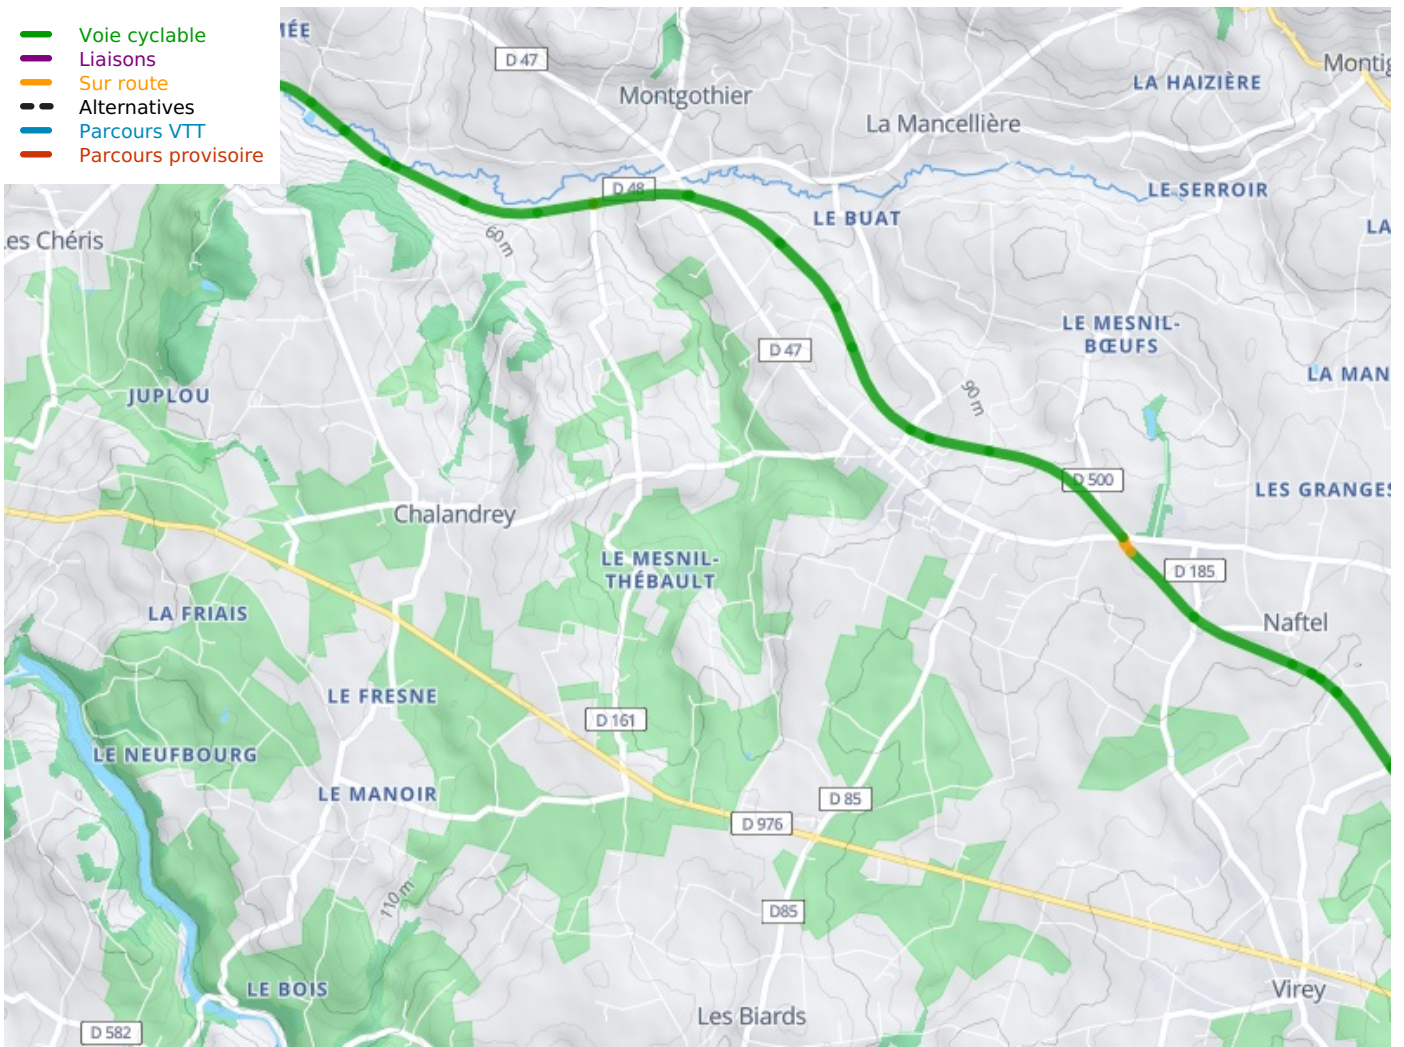 Voie cyclable
Liaisons
Sur route
Alternatives
Parcours VTT
Parcours provisoire
MÉE
D 47
Montgothier
LA HAIZIÈRE
Montig
La Mancellière
D 48
LE SERROIR
LE BUAT
LA
Les Chéris
60 m
LE MESNIL-
BŒUFS
D 47
LA MAN
JUPLOU
90 m
D 500
LES GRANGES
Chalandrey
LE MESNIL-
THÉBAULT
D 185
LA FRIAIS
Naftel
LE FRESNE
D 161
LE NEUFBOURG
LE MANOIR
D 85
D 976
110 m
D85
LE BOIS
Virey
Les Biards
D 582